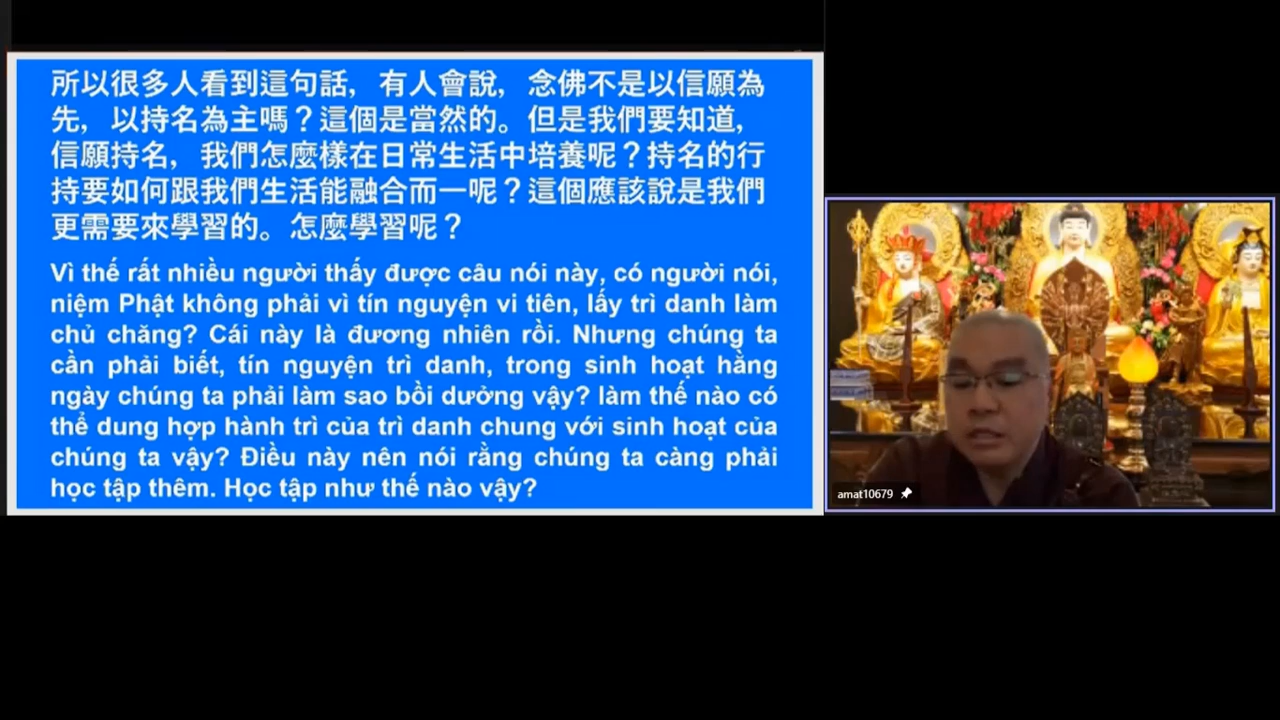 所以很多人看到這句話，有人會說，念佛不是以信願為
先，以持名為主嗎？這個是當然的。但是我們要知道，
信願持名，我們怎麼樣在日常生活中培養呢？持名的行
持要如何跟我們生活能融合而一呢？這個應該說是我們
更需要來學習的。怎麼學習呢？
Vì thế rất nhiều người thấy được câu nói này, có người nói,
niệm Phật không phải vì tín nguyện vi tiên, lấy trì danh làm
chủ chăng? Cái này là đương nhiên rồi. Nhưng chúng ta
cần phải biết, tín nguyện trì danh, trong sinh hoạt hằng
ngày chúng ta phải làm sao bồi dưởng vậy? làm thế nào có
thể dung hợp hành trì của trì danh chung với sinh hoạt của
chúng ta vậy? Điều này nên nói rằng chúng ta càng phải
học tập thêm. Học tập như thế nào vậy?
amat10679